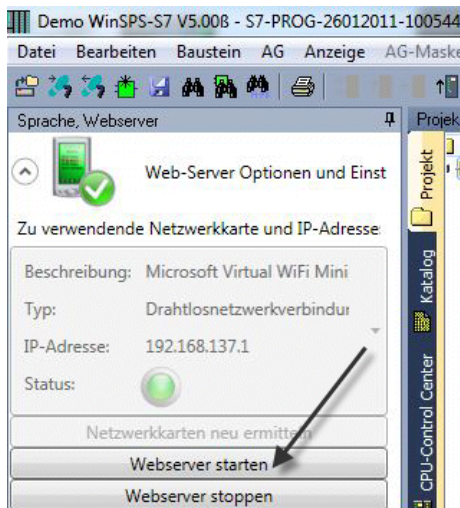 Demo WinSPS-S7 V5.00ß - S7-PROG-26012011-100544
Datei Bearbeiten Baustein AG Anzeige AG-Maske
Sprache, Webserver
Projek
Web-Server Optionen und Einst
Zu verwendende Netzwerkkarte und IP-Adresse:
Beschreibung: Microsoft Virtual WiFi Mini
Typ: Drahtlosnetzwerkverbindur
IP-Adresse: 192.168.137.1
Status:
Netzwerkkarten neu ermitteln
Webserver starten
Webserver stoppen
Projekt
Katalog
CPU-Control Center